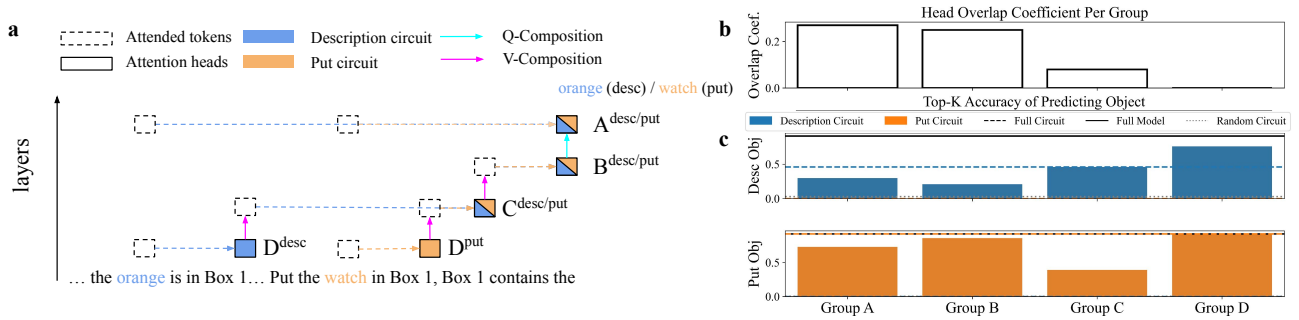 a
Attended tokens
Description circuit
Q-Composition
Attention heads
Put circuit
V-Composition
orange (desc) / watch (put)
layers
A^desc/put
B^desc/put
C^desc/put
D^desc
D^put
… the orange is in Box 1… Put the watch in Box 1, Box 1 contains the
b
Head Overlap Coefficient Per Group
Overlap Coef.
0.2
0.0
Top-K Accuracy of Predicting Object
Description Circuit
Put Circuit
Full Circuit
Full Model
Random Circuit
c
Desc Obj
0.5
0.0
Put Obj
0.5
0.0
Group A
Group B
Group C
Group D